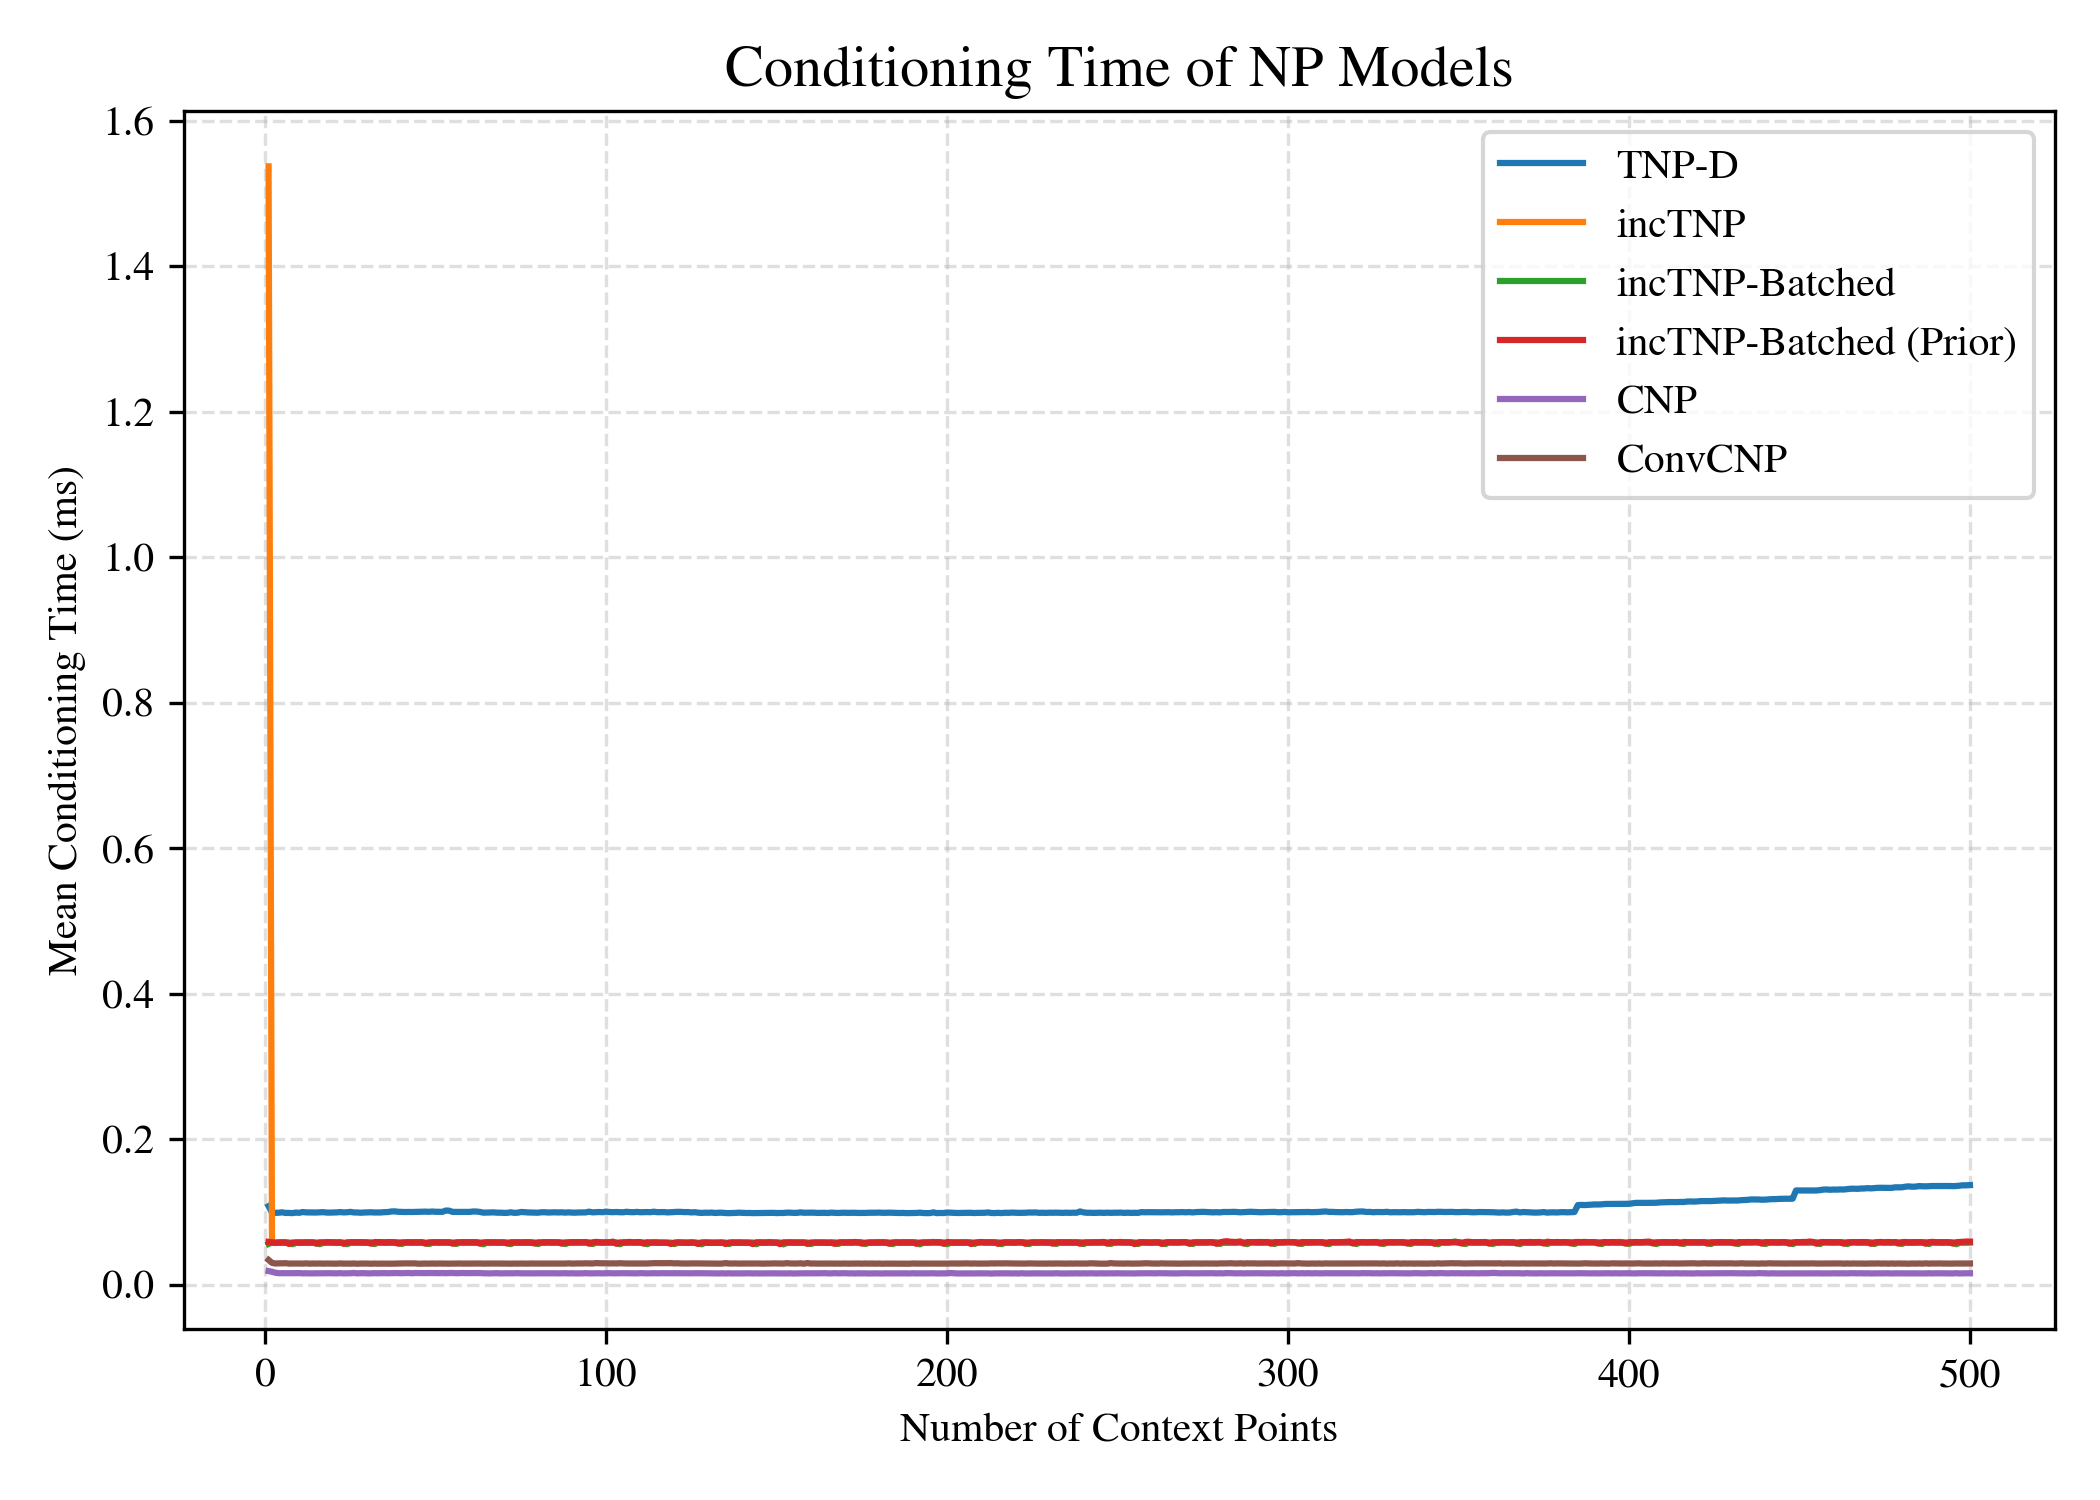 Conditioning Time of NP Models
1.6
1.4
1.2
1.0
0.8
0.6
0.4
0.2
0.0
Mean Conditioning Time (ms)
TNP-D
incTNP
incTNP-Batched
incTNP-Batched (Prior)
CNP
ConvCNP
0 100 200 300 400 500
Number of Context Points